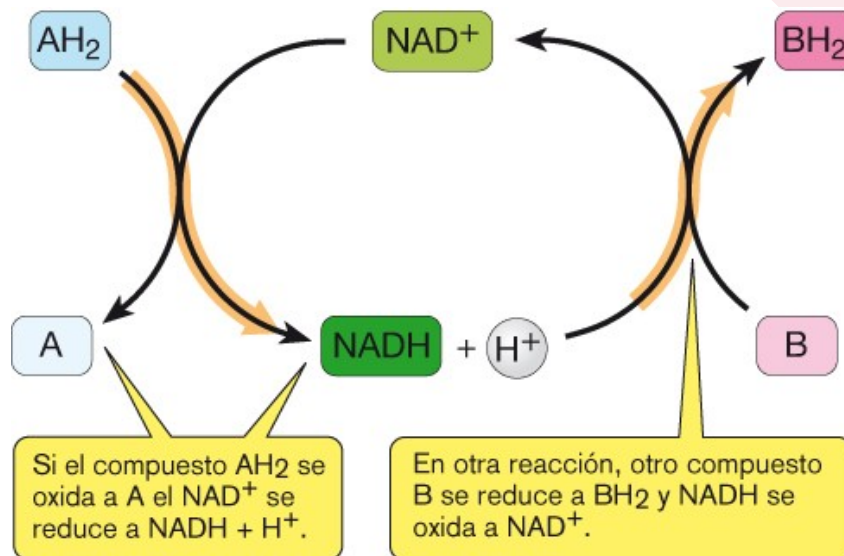 AH₂
NAD⁺
BH₂
A
NADH + H⁺
B
Si el compuesto AH₂ se
oxida a A el NAD⁺ se
reduce a NADH + H⁺.
En otra reacción, otro compuesto
B se reduce a BH₂ y NADH se
oxida a NAD⁺.